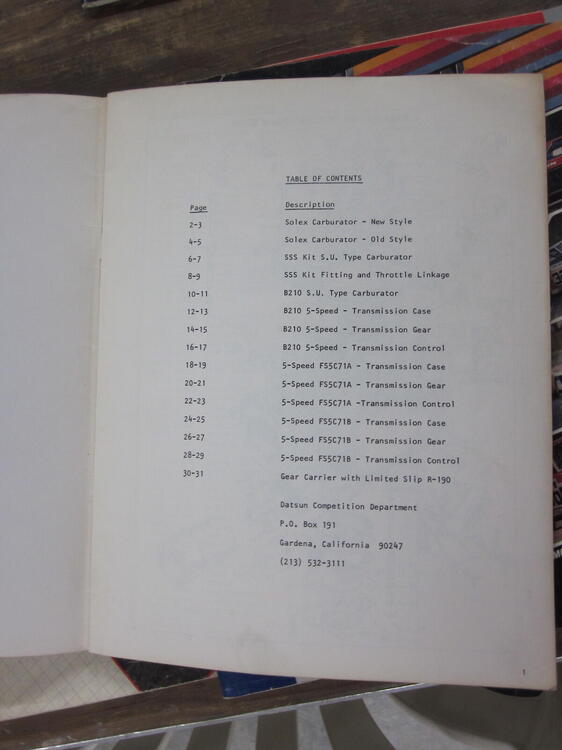 TABLE OF CONTENTS
Page Description
2-3 Solex Carburator - New Style
4-5 Solex Carburator - Old Style
6-7 SSS Kit S.U. Type Carburator
8-9 SSS Kit Fitting and Throttle Linkage
10-11 B210 S.U. Type Carburator
12-13 B210 5-Speed - Transmission Case
14-15 B210 5-Speed - Transmission Gear
16-17 B210 5-Speed - Transmission Control
18-19 5-Speed FS5C71A - Transmission Case
20-21 5-Speed FS5C71A - Transmission Gear
22-23 5-Speed FS5C71A -Transmission Control
24-25 5-Speed FS5C71B - Transmission Case
26-27 5-Speed FS5C71B - Transmission Gear
28-29 5-Speed FS5C71B - Transmission Control
30-31 Gear Carrier with Limited Slip R-190
Datsun Competition Department
P.O. Box 191
Gardena, California 90247
(213) 532-3111
1